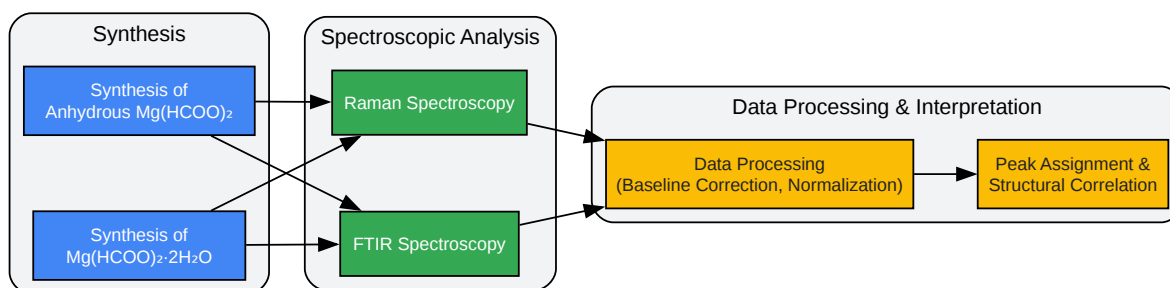 Synthesis
Synthesis of
Anhydrous Mg(HCOO)₂
Synthesis of
Mg(HCOO)₂·2H₂O
Spectroscopic Analysis
Raman Spectroscopy
FTIR Spectroscopy
Data Processing & Interpretation
Data Processing
(Baseline Correction, Normalization)
Peak Assignment &
Structural Correlation